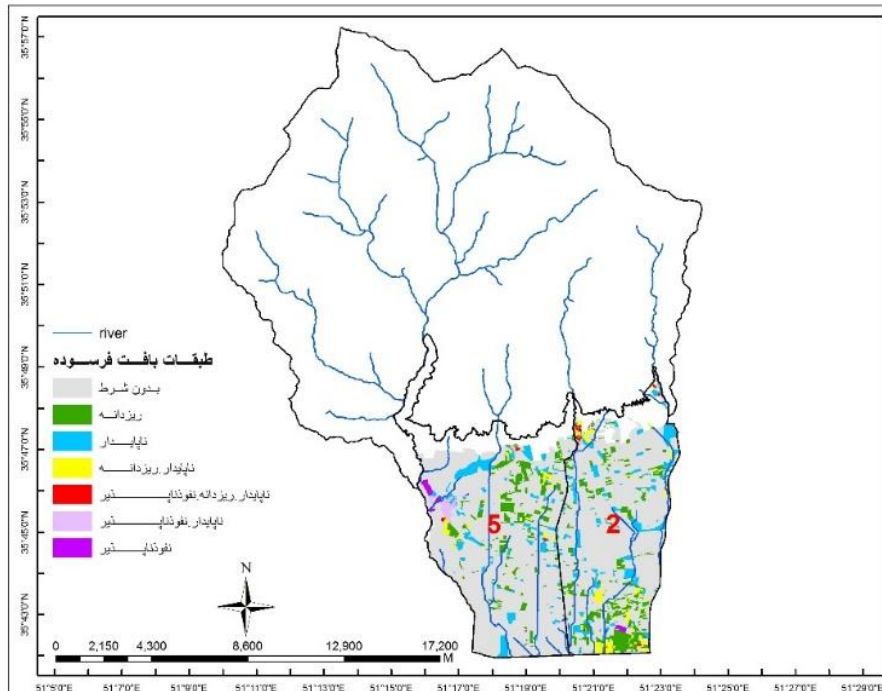 35°57'0"N
35°55'0"N
35°53'0"N
35°51'0"N
35°49'0"N
35°47'0"N
35°45'0"N
35°43'0"N
river
طبقات بافت فرسوده
بدون شرط
ریزدانه
ناپایدار
ناپایدار.ریزدانه
ناپایدار.ریزدانه.نفوذناپذیر
ناپایدار.نفوذناپذیر
نفوذناپذیر
5
2
N
0 2,150 4,300 8,600 12,900 17,200
M
51°5'0"E 51°7'0"E 51°9'0"E 51°11'0"E 51°13'0"E 51°15'0"E 51°17'0"E 51°19'0"E 51°21'0"E 51°23'0"E 51°25'0"E 51°27'0"E 51°29'0"E